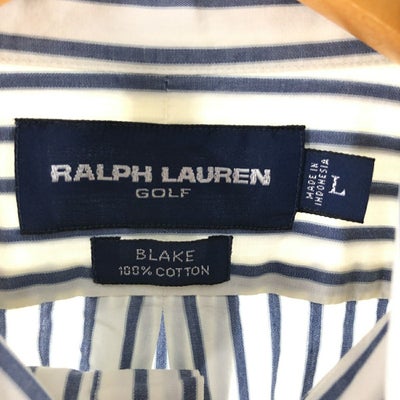 RALPH LAUREN
GOLF
MADE IN
INDONESIA
L
BLAKE
100% COTTON